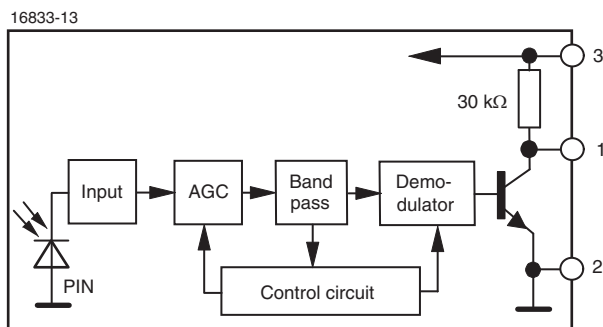 16833-13
3
30 kΩ
1
Input
AGC
Band
pass
Demo-
dulator
2
PIN
Control circuit